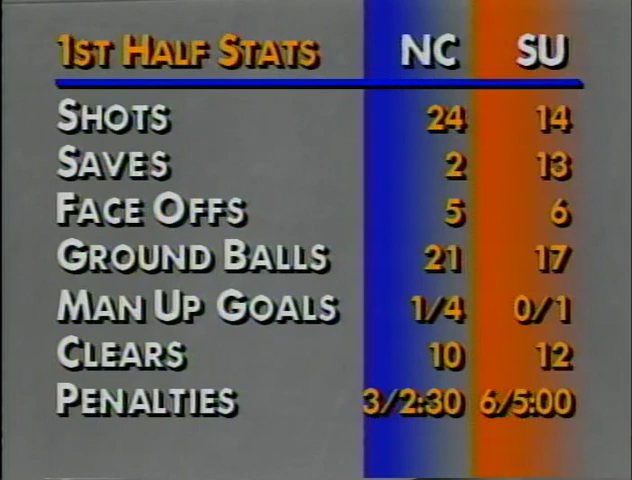 1ST HALF STATS NC SU
SHOTS 24 14
SAVES 2 13
FACE OFFS 5 6
GROUND BALLS 21 17
MAN UP GOALS 1/4 0/1
CLEARS 10 12
PENALTIES 3/2:30 6/5:00